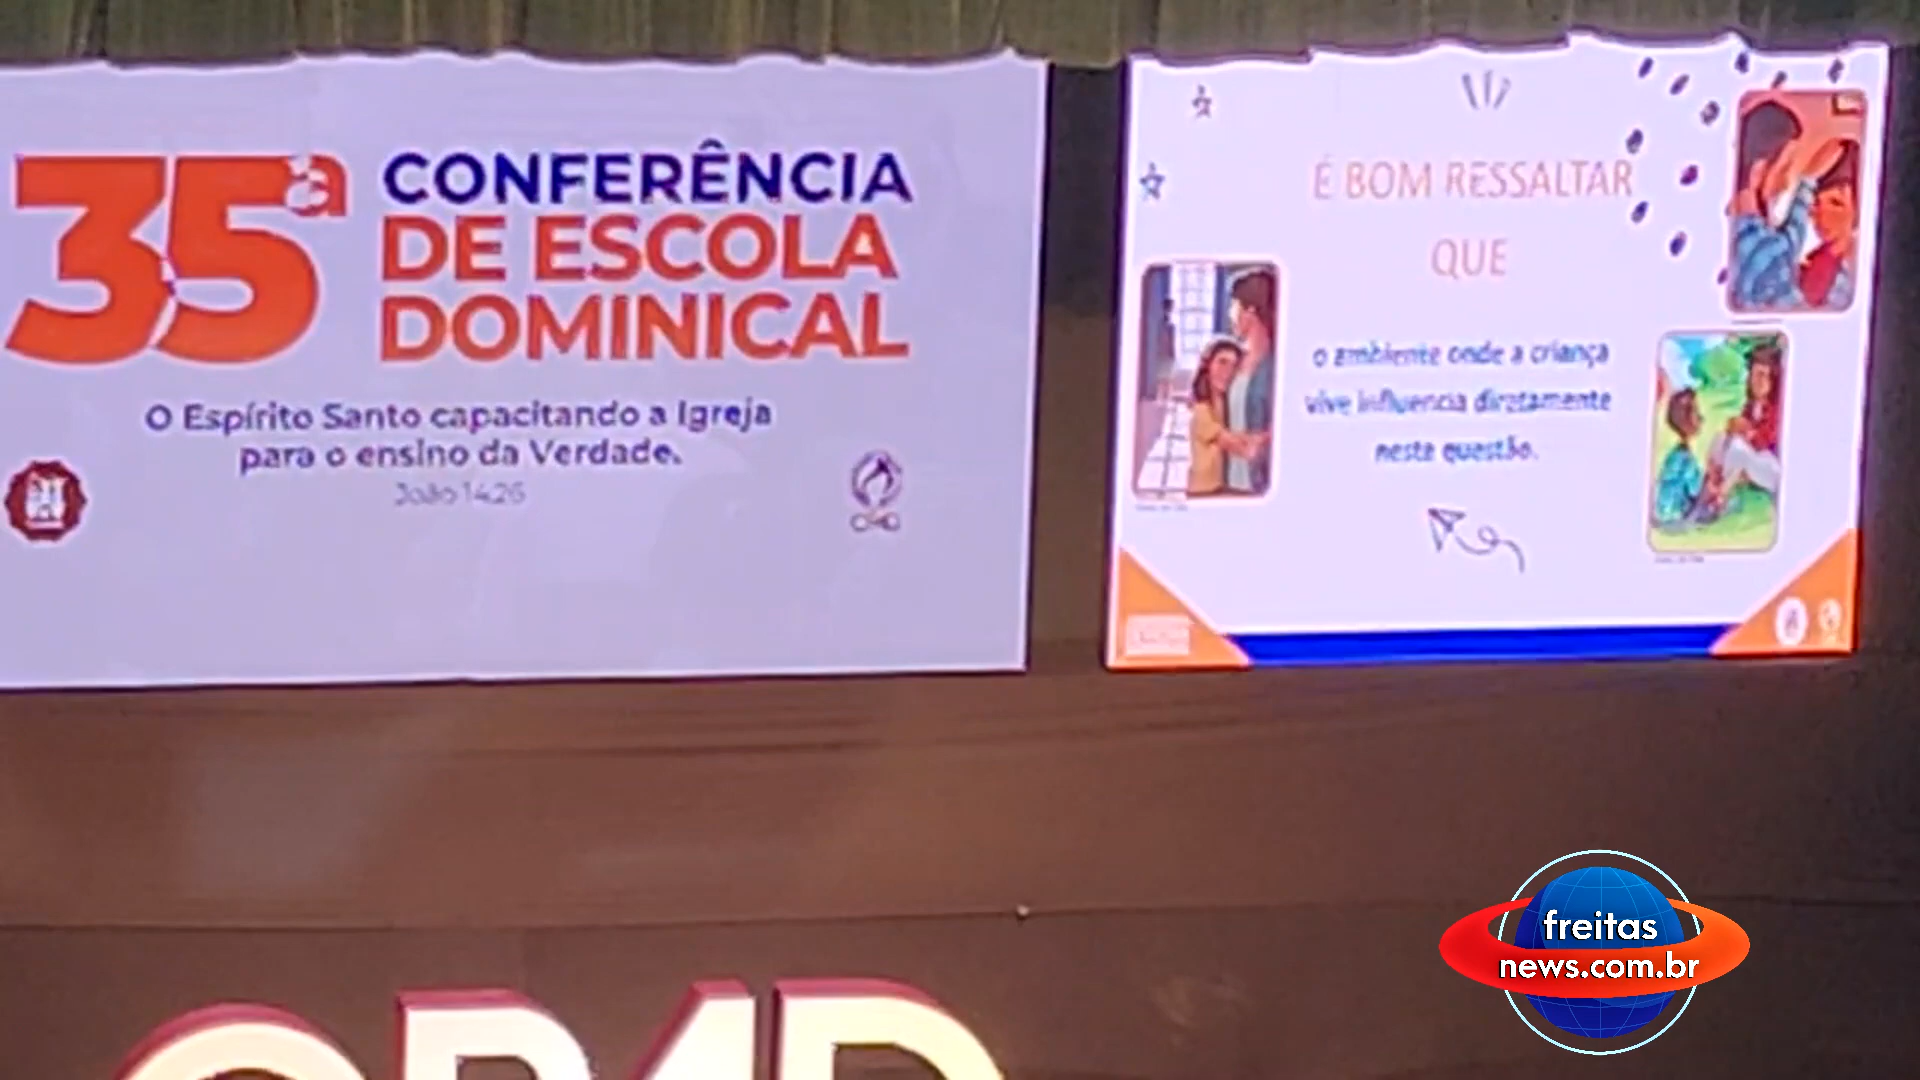 35ª CONFERÊNCIA
DE ESCOLA
DOMINICAL
O Espírito Santo capacitando a Igreja
para o ensino da Verdade.
João 14.26
É BOM RESSALTAR
QUE
o ambiente onde a criança
vive influencia diretamente
neste questão.
freitas
news.com.br